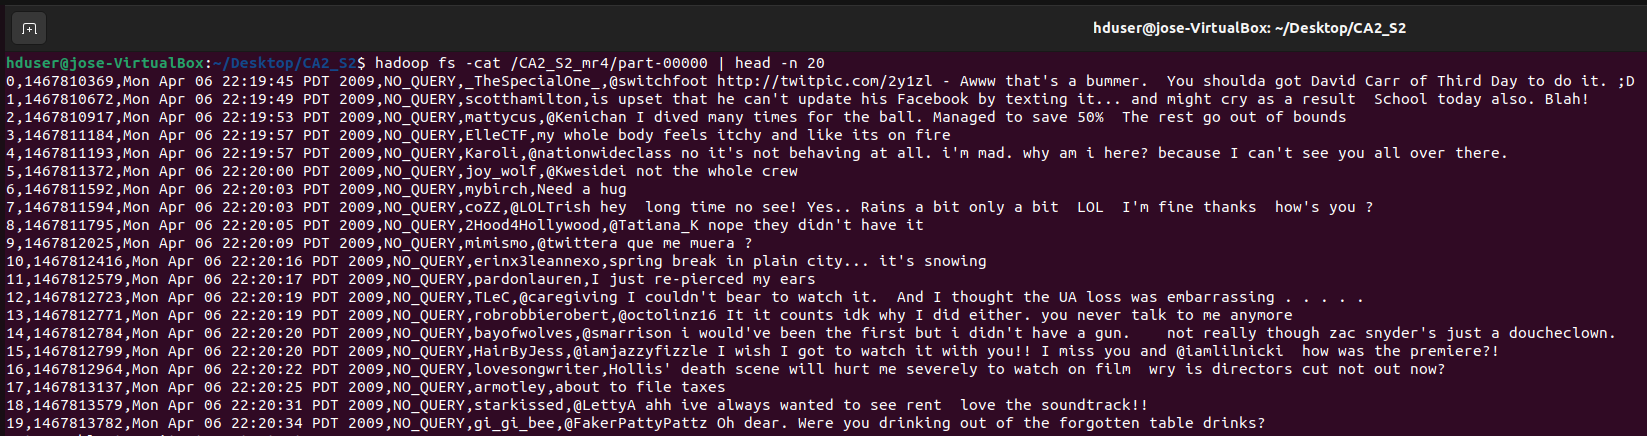 hduser@jose-VirtualBox: ~/Desktop/CA2_S2
hduser@jose-VirtualBox:~/Desktop/CA2_S2$ hadoop fs -cat /CA2_S2_mr4/part-00000 | head -n 20
0,1467810369,Mon Apr 06 22:19:45 PDT 2009,NO_QUERY,_TheSpecialOne_,@switchfoot http://twitpic.com/2y1zl - Awww that's a bummer.  You shoulda got David Carr of Third Day to do it. ;D
1,1467810672,Mon Apr 06 22:19:49 PDT 2009,NO_QUERY,scotthamilton,is upset that he can't update his Facebook by texting it... and might cry as a result  School today also. Blah!
2,1467810917,Mon Apr 06 22:19:53 PDT 2009,NO_QUERY,mattycus,@Kenichan I dived many times for the ball. Managed to save 50%  The rest go out of bounds
3,1467811184,Mon Apr 06 22:19:57 PDT 2009,NO_QUERY,ElleCTF,my whole body feels itchy and like its on fire
4,1467811193,Mon Apr 06 22:19:57 PDT 2009,NO_QUERY,Karoli,@nationwideclass no it's not behaving at all. i'm mad. why am i here? because I can't see you all over there.
5,1467811372,Mon Apr 06 22:20:00 PDT 2009,NO_QUERY,joy_wolf,@Kwesidei not the whole crew
6,1467811592,Mon Apr 06 22:20:03 PDT 2009,NO_QUERY,mybirch,Need a hug
7,1467811594,Mon Apr 06 22:20:03 PDT 2009,NO_QUERY,coZZ,@LOLTrish hey  long time no see! Yes.. Rains a bit only a bit  LOL  I'm fine thanks  how's you ?
8,1467811795,Mon Apr 06 22:20:05 PDT 2009,NO_QUERY,2Hood4Hollywood,@Tatiana_K nope they didn't have it
9,1467812025,Mon Apr 06 22:20:09 PDT 2009,NO_QUERY,mimismo,@twittera que me muera ?
10,1467812416,Mon Apr 06 22:20:16 PDT 2009,NO_QUERY,erinx3leannexo,spring break in plain city... it's snowing
11,1467812579,Mon Apr 06 22:20:17 PDT 2009,NO_QUERY,pardonlauren,I just re-pierced my ears
12,1467812723,Mon Apr 06 22:20:19 PDT 2009,NO_QUERY,TLeC,@caregiving I couldn't bear to watch it.  And I thought the UA loss was embarrassing . . . . .
13,1467812771,Mon Apr 06 22:20:19 PDT 2009,NO_QUERY,robrobbierobert,@octolinz16 It it counts idk why I did either. you never talk to me anymore
14,1467812784,Mon Apr 06 22:20:20 PDT 2009,NO_QUERY,bayofwolves,@smarrison i would've been the first but i didn't have a gun.    not really though zac snyder's just a doucheclown.
15,1467812799,Mon Apr 06 22:20:20 PDT 2009,NO_QUERY,HairByJess,@iamjazzyfizzle I wish I got to watch it with you!! I miss you and @iamlilnicki  how was the premiere?!
16,1467812964,Mon Apr 06 22:20:22 PDT 2009,NO_QUERY,lovesongwriter,Hollis' death scene will hurt me severely to watch on film  wry is directors cut not out now?
17,1467813137,Mon Apr 06 22:20:25 PDT 2009,NO_QUERY,armotley,about to file taxes
18,1467813579,Mon Apr 06 22:20:31 PDT 2009,NO_QUERY,starkissed,@LettyA ahh ive always wanted to see rent  love the soundtrack!!
19,1467813782,Mon Apr 06 22:20:34 PDT 2009,NO_QUERY,gi_gi_bee,@FakerPattyPattz Oh dear. Were you drinking out of the forgotten table drinks?